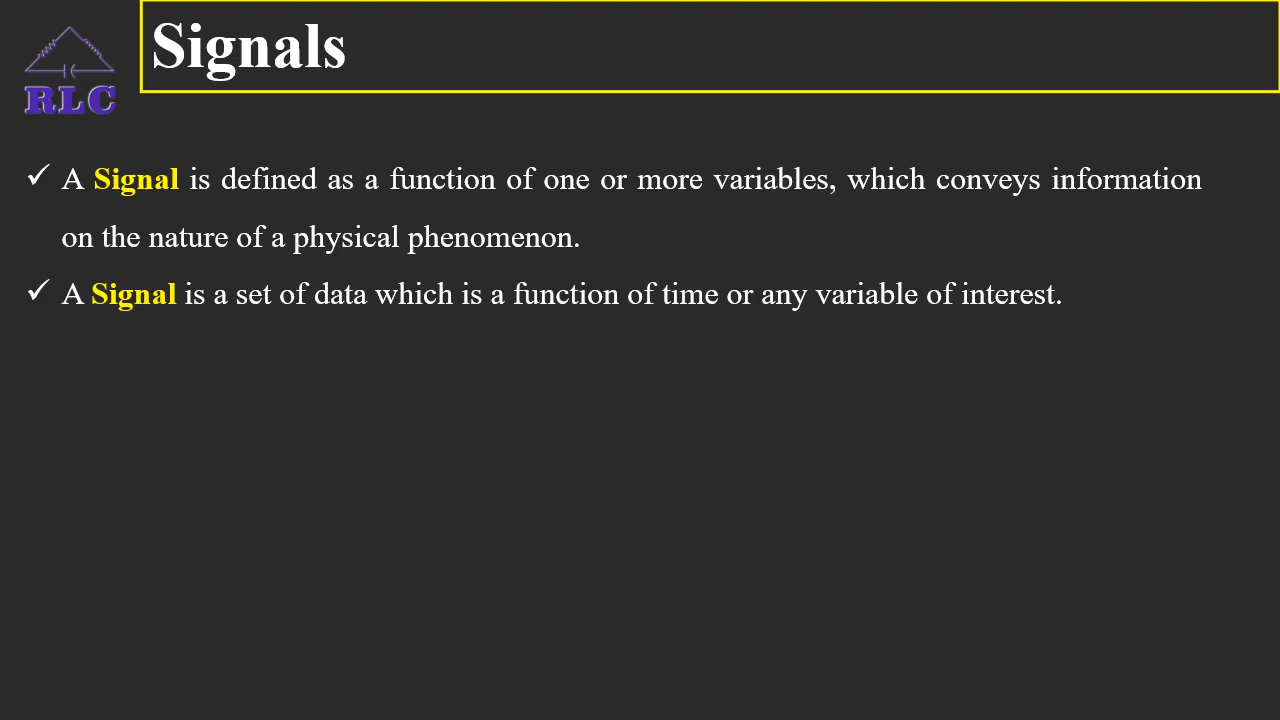 Signals
RLC
✓ A Signal is defined as a function of one or more variables, which conveys information
on the nature of a physical phenomenon.
✓ A Signal is a set of data which is a function of time or any variable of interest.